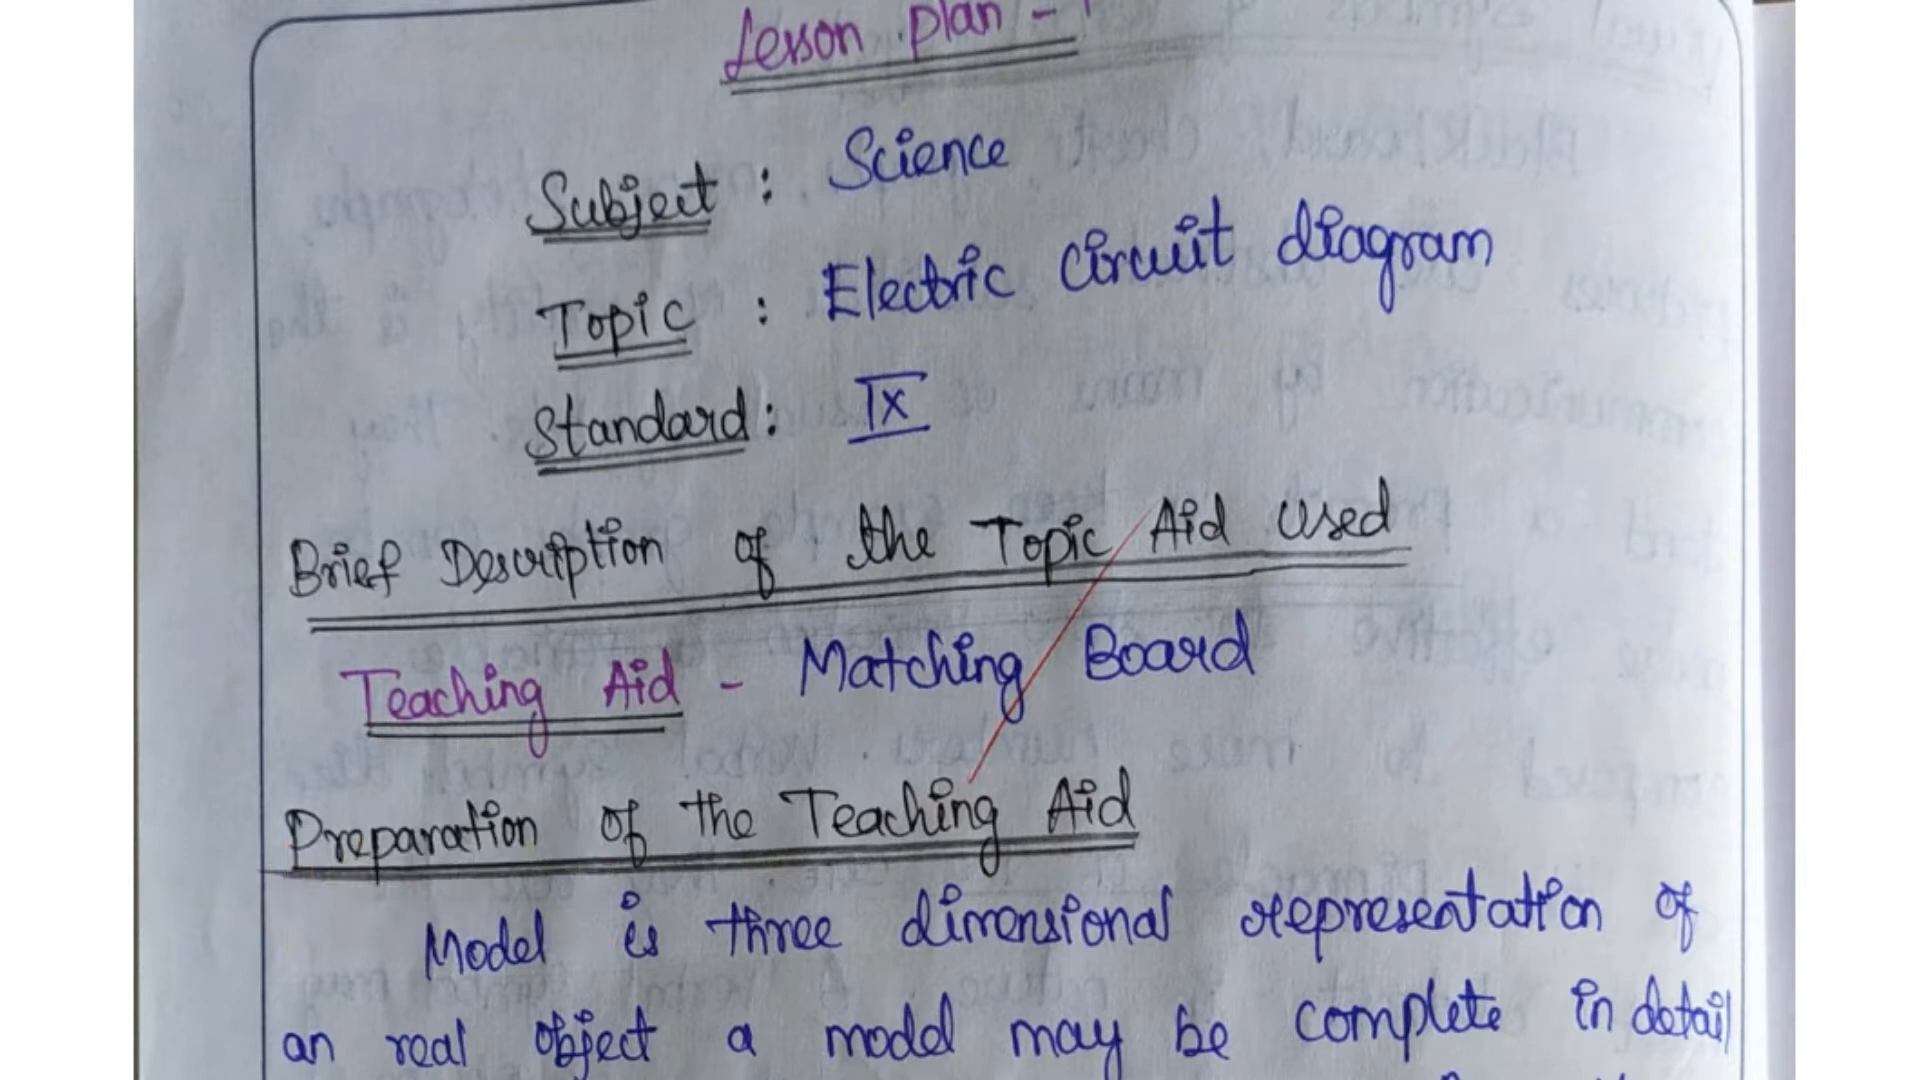 Lesson plan -
Subject : Science
Topic : Electric circuit diagram
Standard : IX
Brief Description of the Topic Aid Used
Teaching Aid - Matching Board
Preparation of the Teaching Aid
Model is three dimensional representation of
an real object a model may be complete in detail